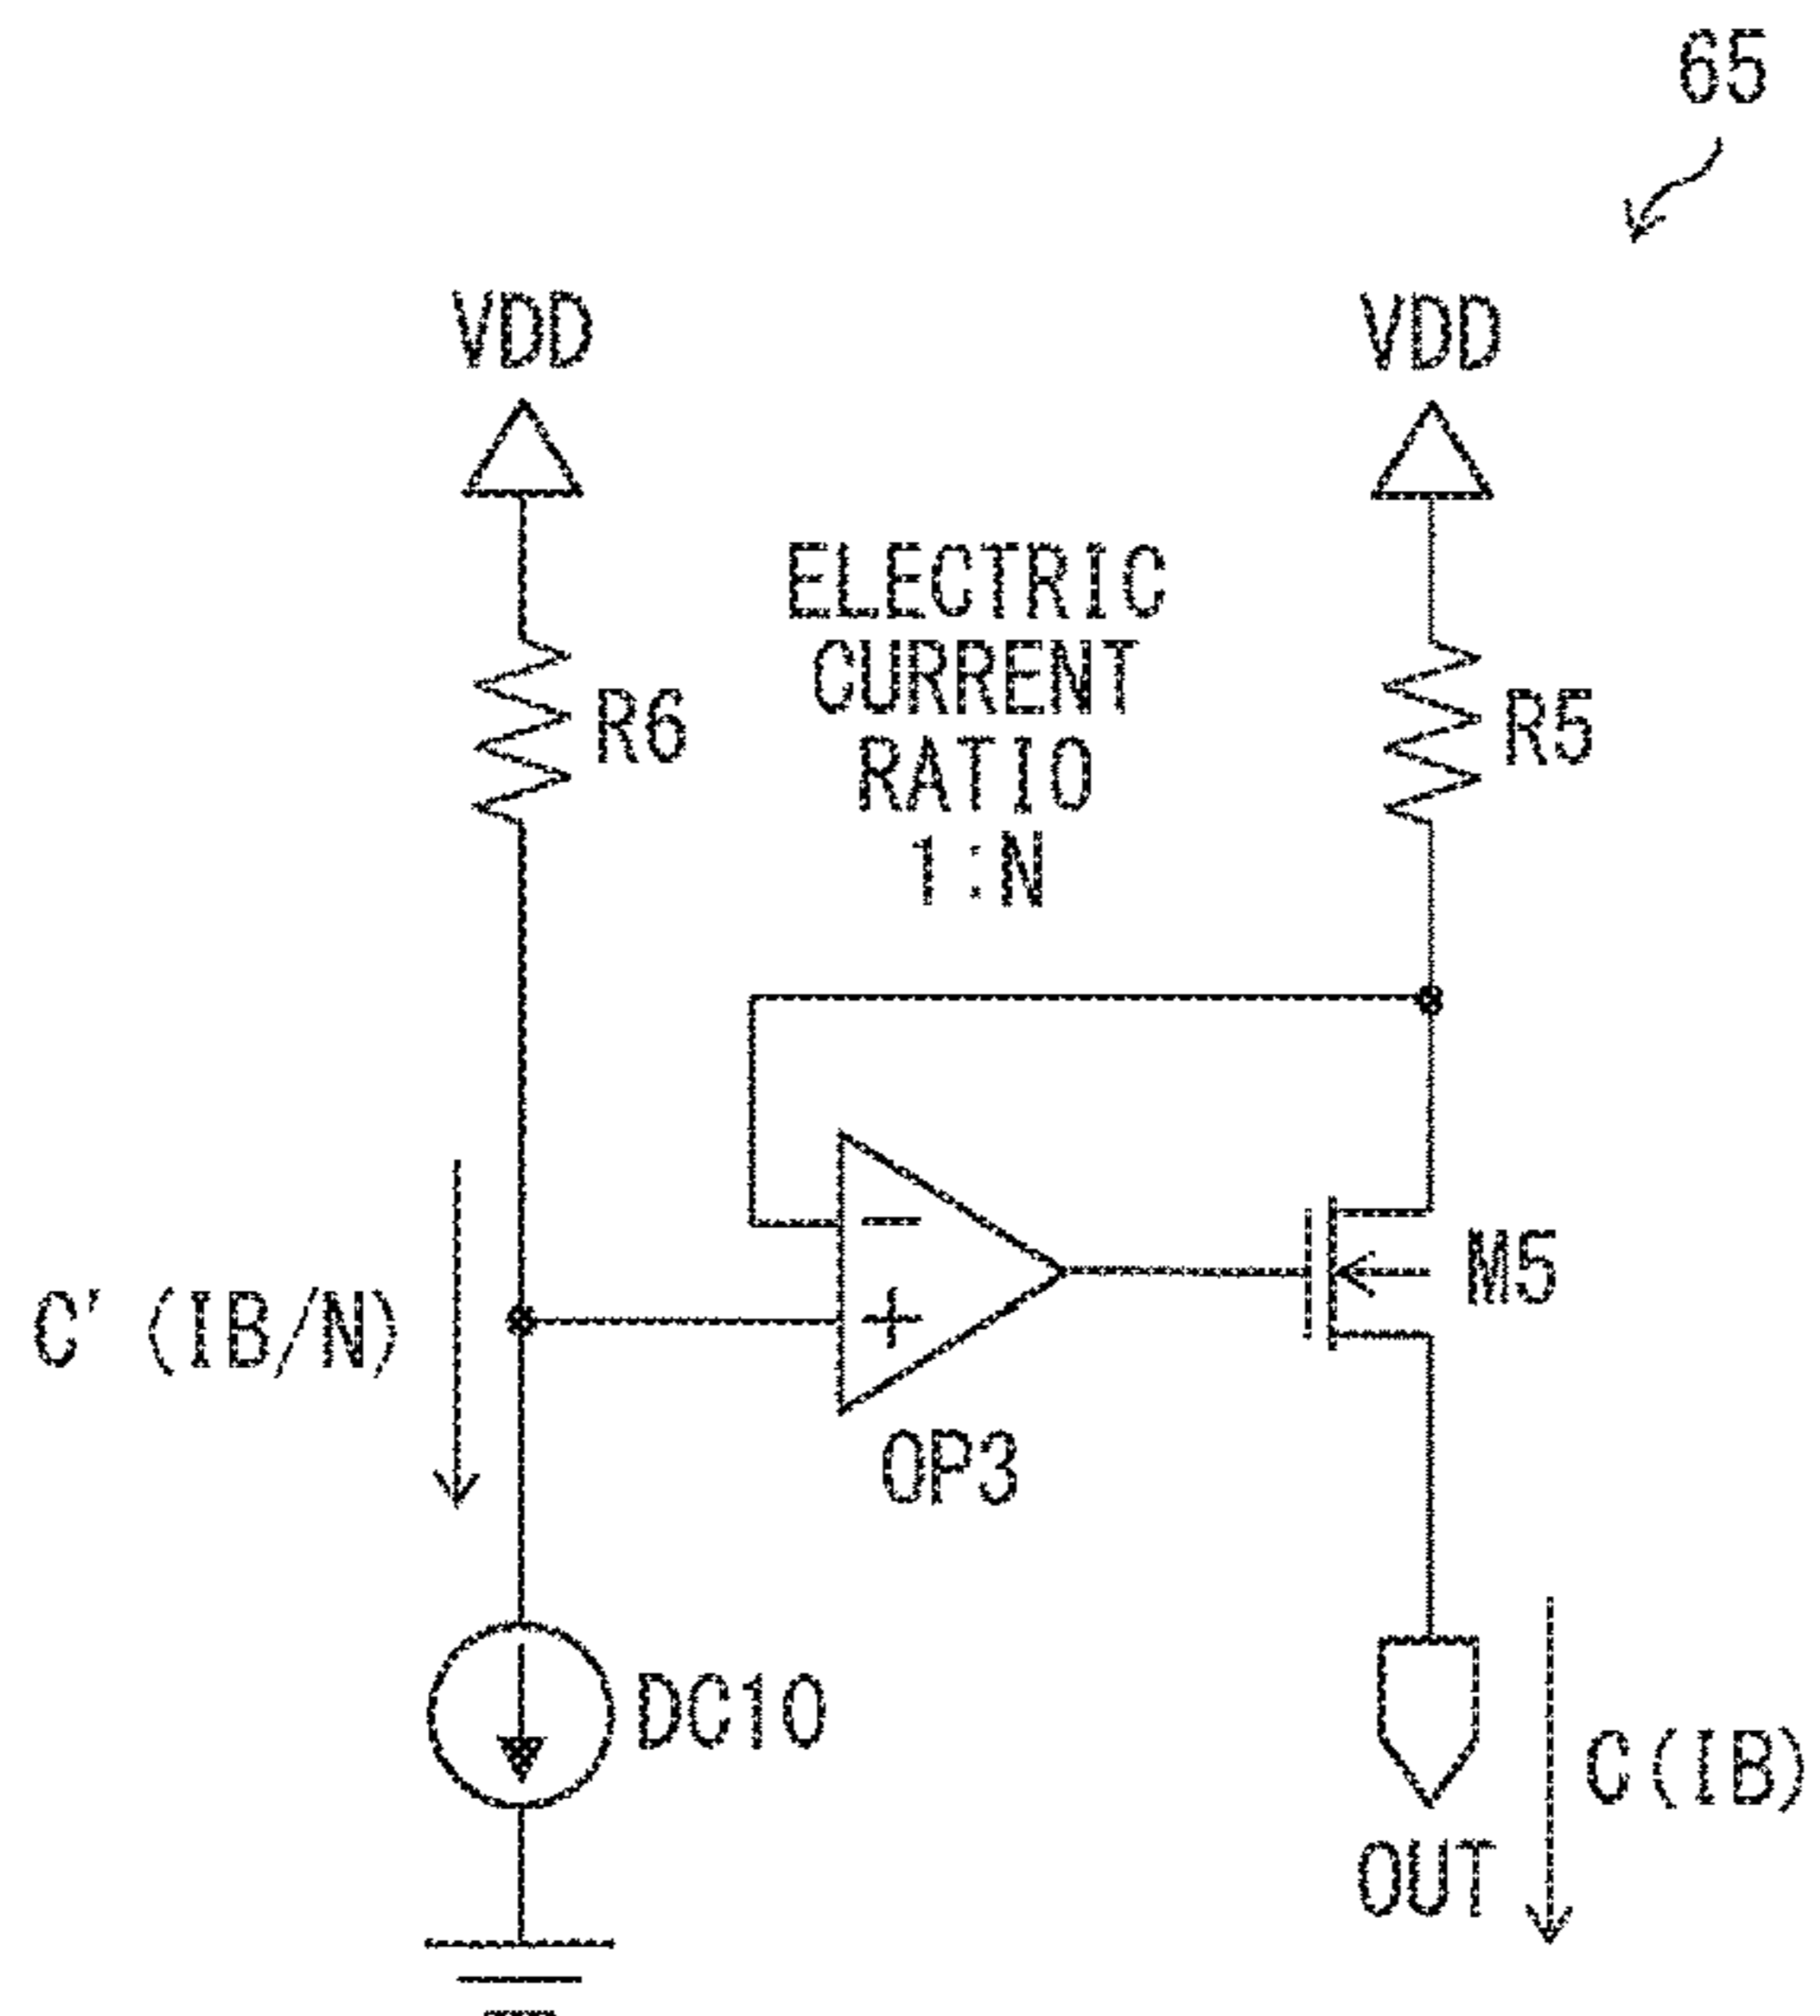 65
VDD
VDD
ELECTRIC
CURRENT
RATIO
1:N
R6
R5
-
+
M5
C' (IB/N)
OP3
DC10
C(IB)
OUT